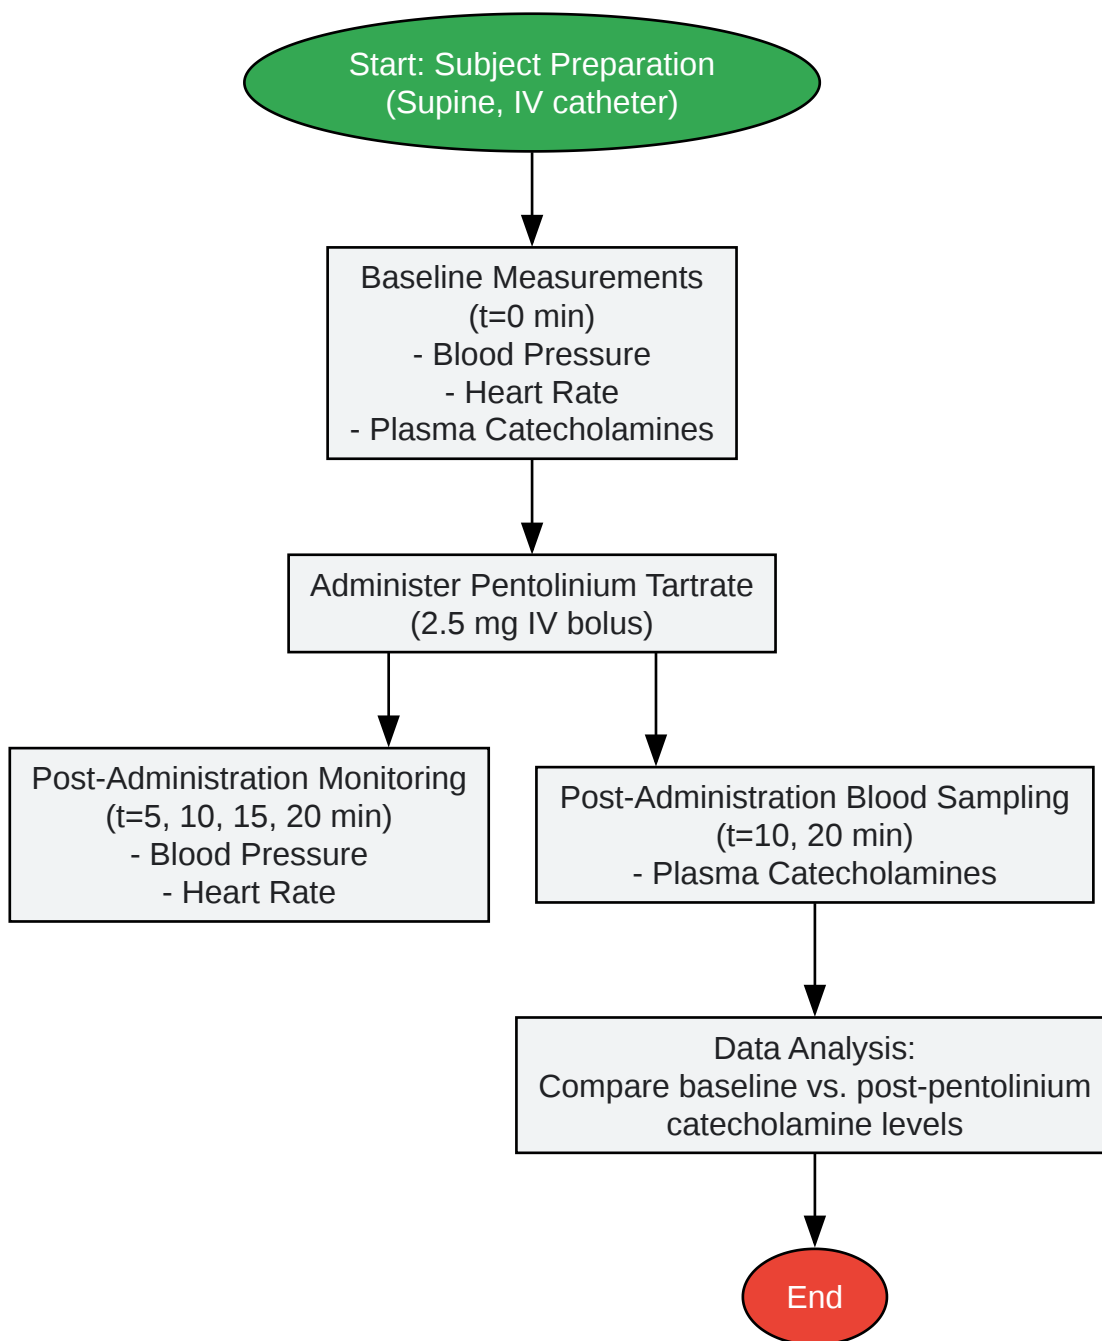 Start: Subject Preparation
(Supine, IV catheter)
Baseline Measurements
(t=0 min)
- Blood Pressure
- Heart Rate
- Plasma Catecholamines
Administer Pentolinium Tartrate
(2.5 mg IV bolus)
Post-Administration Monitoring
(t=5, 10, 15, 20 min)
- Blood Pressure
- Heart Rate
Post-Administration Blood Sampling
(t=10, 20 min)
- Plasma Catecholamines
Data Analysis:
Compare baseline vs. post-pentolinium
catecholamine levels
End